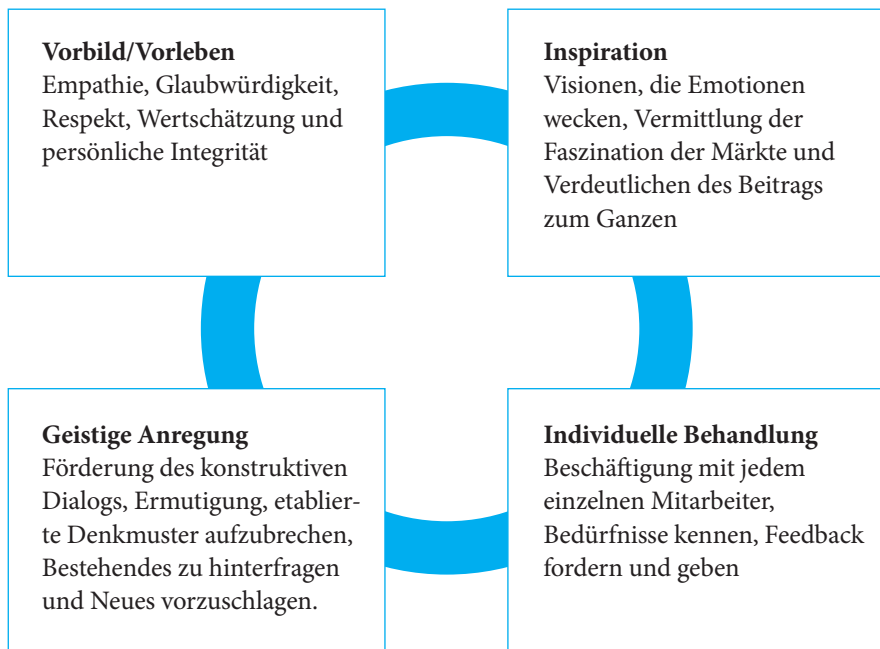 Vorbild/Vorleben
Empathie, Glaubwürdigkeit,
Respekt, Wertschätzung und
persönliche Integrität
Inspiration
Visionen, die Emotionen
wecken, Vermittlung der
Faszination der Märkte und
Verdeutlichen des Beitrags
zum Ganzen
Geistige Anregung
Förderung des konstruktiven
Dialogs, Ermutigung, etablier-
te Denkmuster aufzubrechen,
Bestehendes zu hinterfragen
und Neues vorzuschlagen.
Individuelle Behandlung
Beschäftigung mit jedem
einzelnen Mitarbeiter,
Bedürfnisse kennen, Feedback
fordern und geben